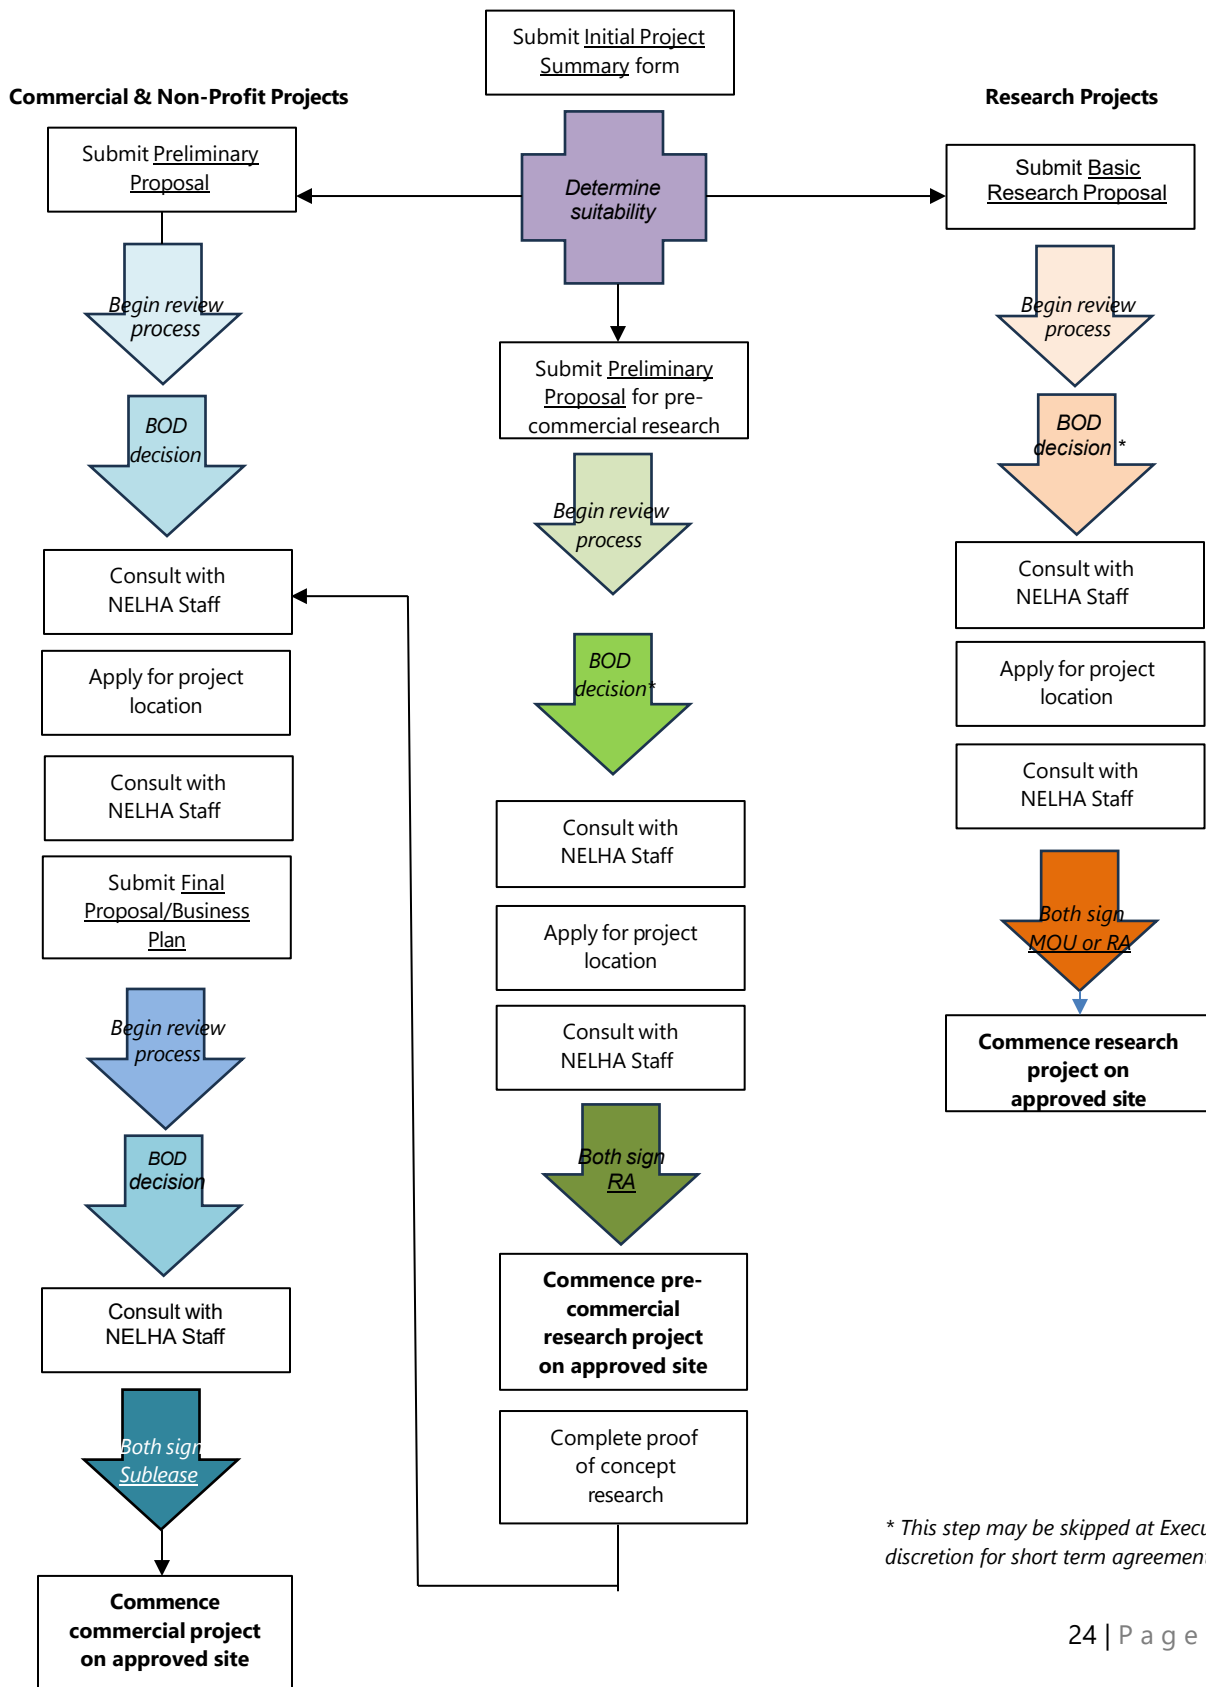 Submit Initial Project
Summary form
Commercial & Non-Profit Projects
Research Projects
Submit Preliminary
Proposal
Determine
suitability
Submit Basic
Research Proposal
Begin review
process
BOD
decision
Consult with
NELHA Staff
Apply for project
location
Consult with
NELHA Staff
Submit Final
Proposal/Business
Plan
Begin review
process
BOD
decision
Consult with
NELHA Staff
Both sign
Sublease
Commence
commercial project
on approved site
Submit Preliminary
Proposal for pre-
commercial research
Begin review
process
BOD
decision*
Consult with
NELHA Staff
Apply for project
location
Consult with
NELHA Staff
Both sign
RA
Commence pre-
commercial
research project
on approved site
Complete proof
of concept
research
Begin review
process
BOD
decision *
Consult with
NELHA Staff
Apply for project
location
Consult with
NELHA Staff
Both sign
MOU or RA
Commence research
project on
approved site
* This step may be skipped at Execu
discretion for short term agreement
24 | P a g e